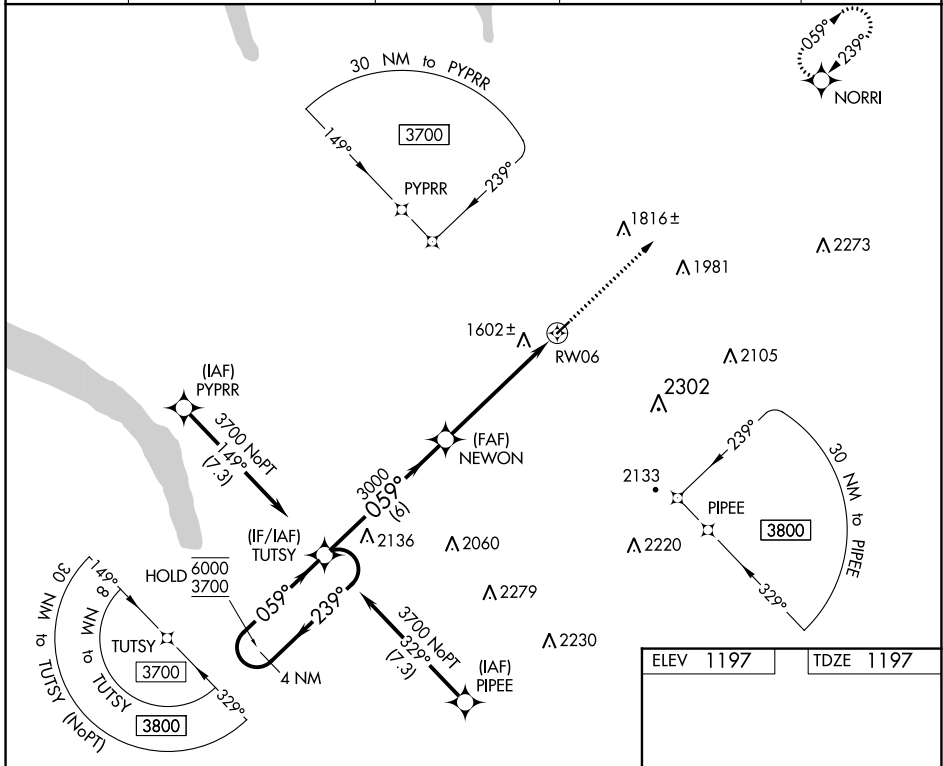 059°
239°
NORRI
30 NM to PYPRR
3700
149°
239°
PYPRR
1816±
2273
1981
1602±
RW06
2105
2302
(IAF)
PYPRR
3700 NoPT
149°
(7.3)
(FAF)
NEWON
3000
059°
(6)
239°
30 NM to PIPEE
2133
PIPEE
3800
329°
(IF/IAF)
TUTSY
2136
2060
2220
HOLD
6000
3700
059°
239°
2279
4 NM
3700 NoPT
329°
(7.3)
2230
(IAF)
PIPEE
149°
30 NM to TUTSY (NoPT)
8 NM to TUTSY
TUTSY
3700
3800
329°
ELEV 1197
TDZE 1197